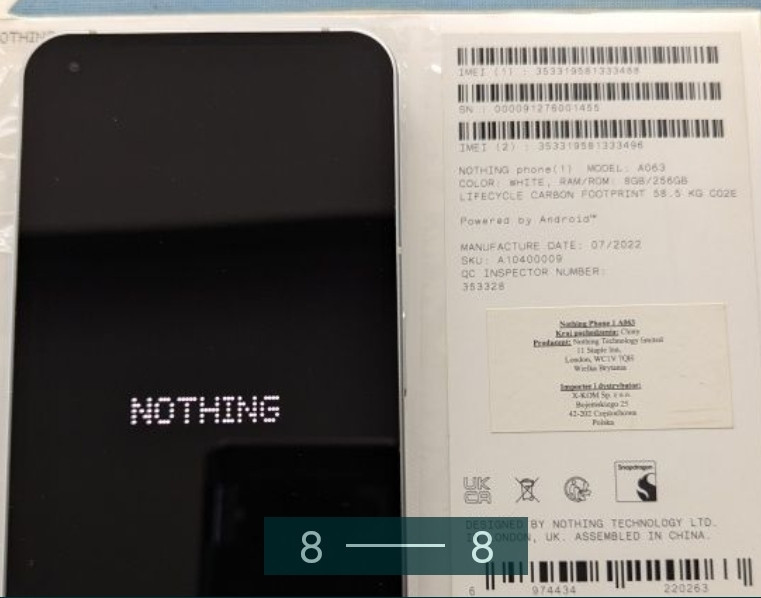 NOTHING
IMEI (1) : 353319581333488
SN : 000091276001455
IMEI (2) : 353319581333496
NOTHING phone(1) MODEL: A063
COLOR: WHITE, RAM/ROM: 8GB/256GB
LIFECYCLE CARBON FOOTPRINT 58.5 KG CO2E
Powered by Android™
MANUFACTURE DATE: 07/2022
SKU: A10400009
QC INSPECTOR NUMBER:
353328
Nothing Phone 1 A063
Kraj pochodzenia: Chiny
Producent: Nothing Technology limited
11 Staple Inn,
London, WC1V 7QH
Wielka Brytania
Importer i dystrybutor:
X-KOM Sp. z o.o.
Bojemskiego 25
42-202 Częstochowa
Polska
UK
CA
Snapdragon
DESIGNED BY NOTHING TECHNOLOGY LTD.
LONDON, UK. ASSEMBLED IN CHINA.
6 974434 220263
8 — 8